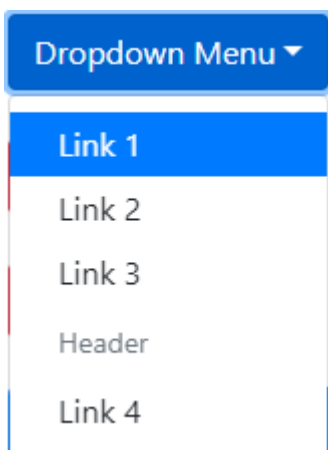 Dropdown Menu
Link 1
Link 2
Link 3
Header
Link 4